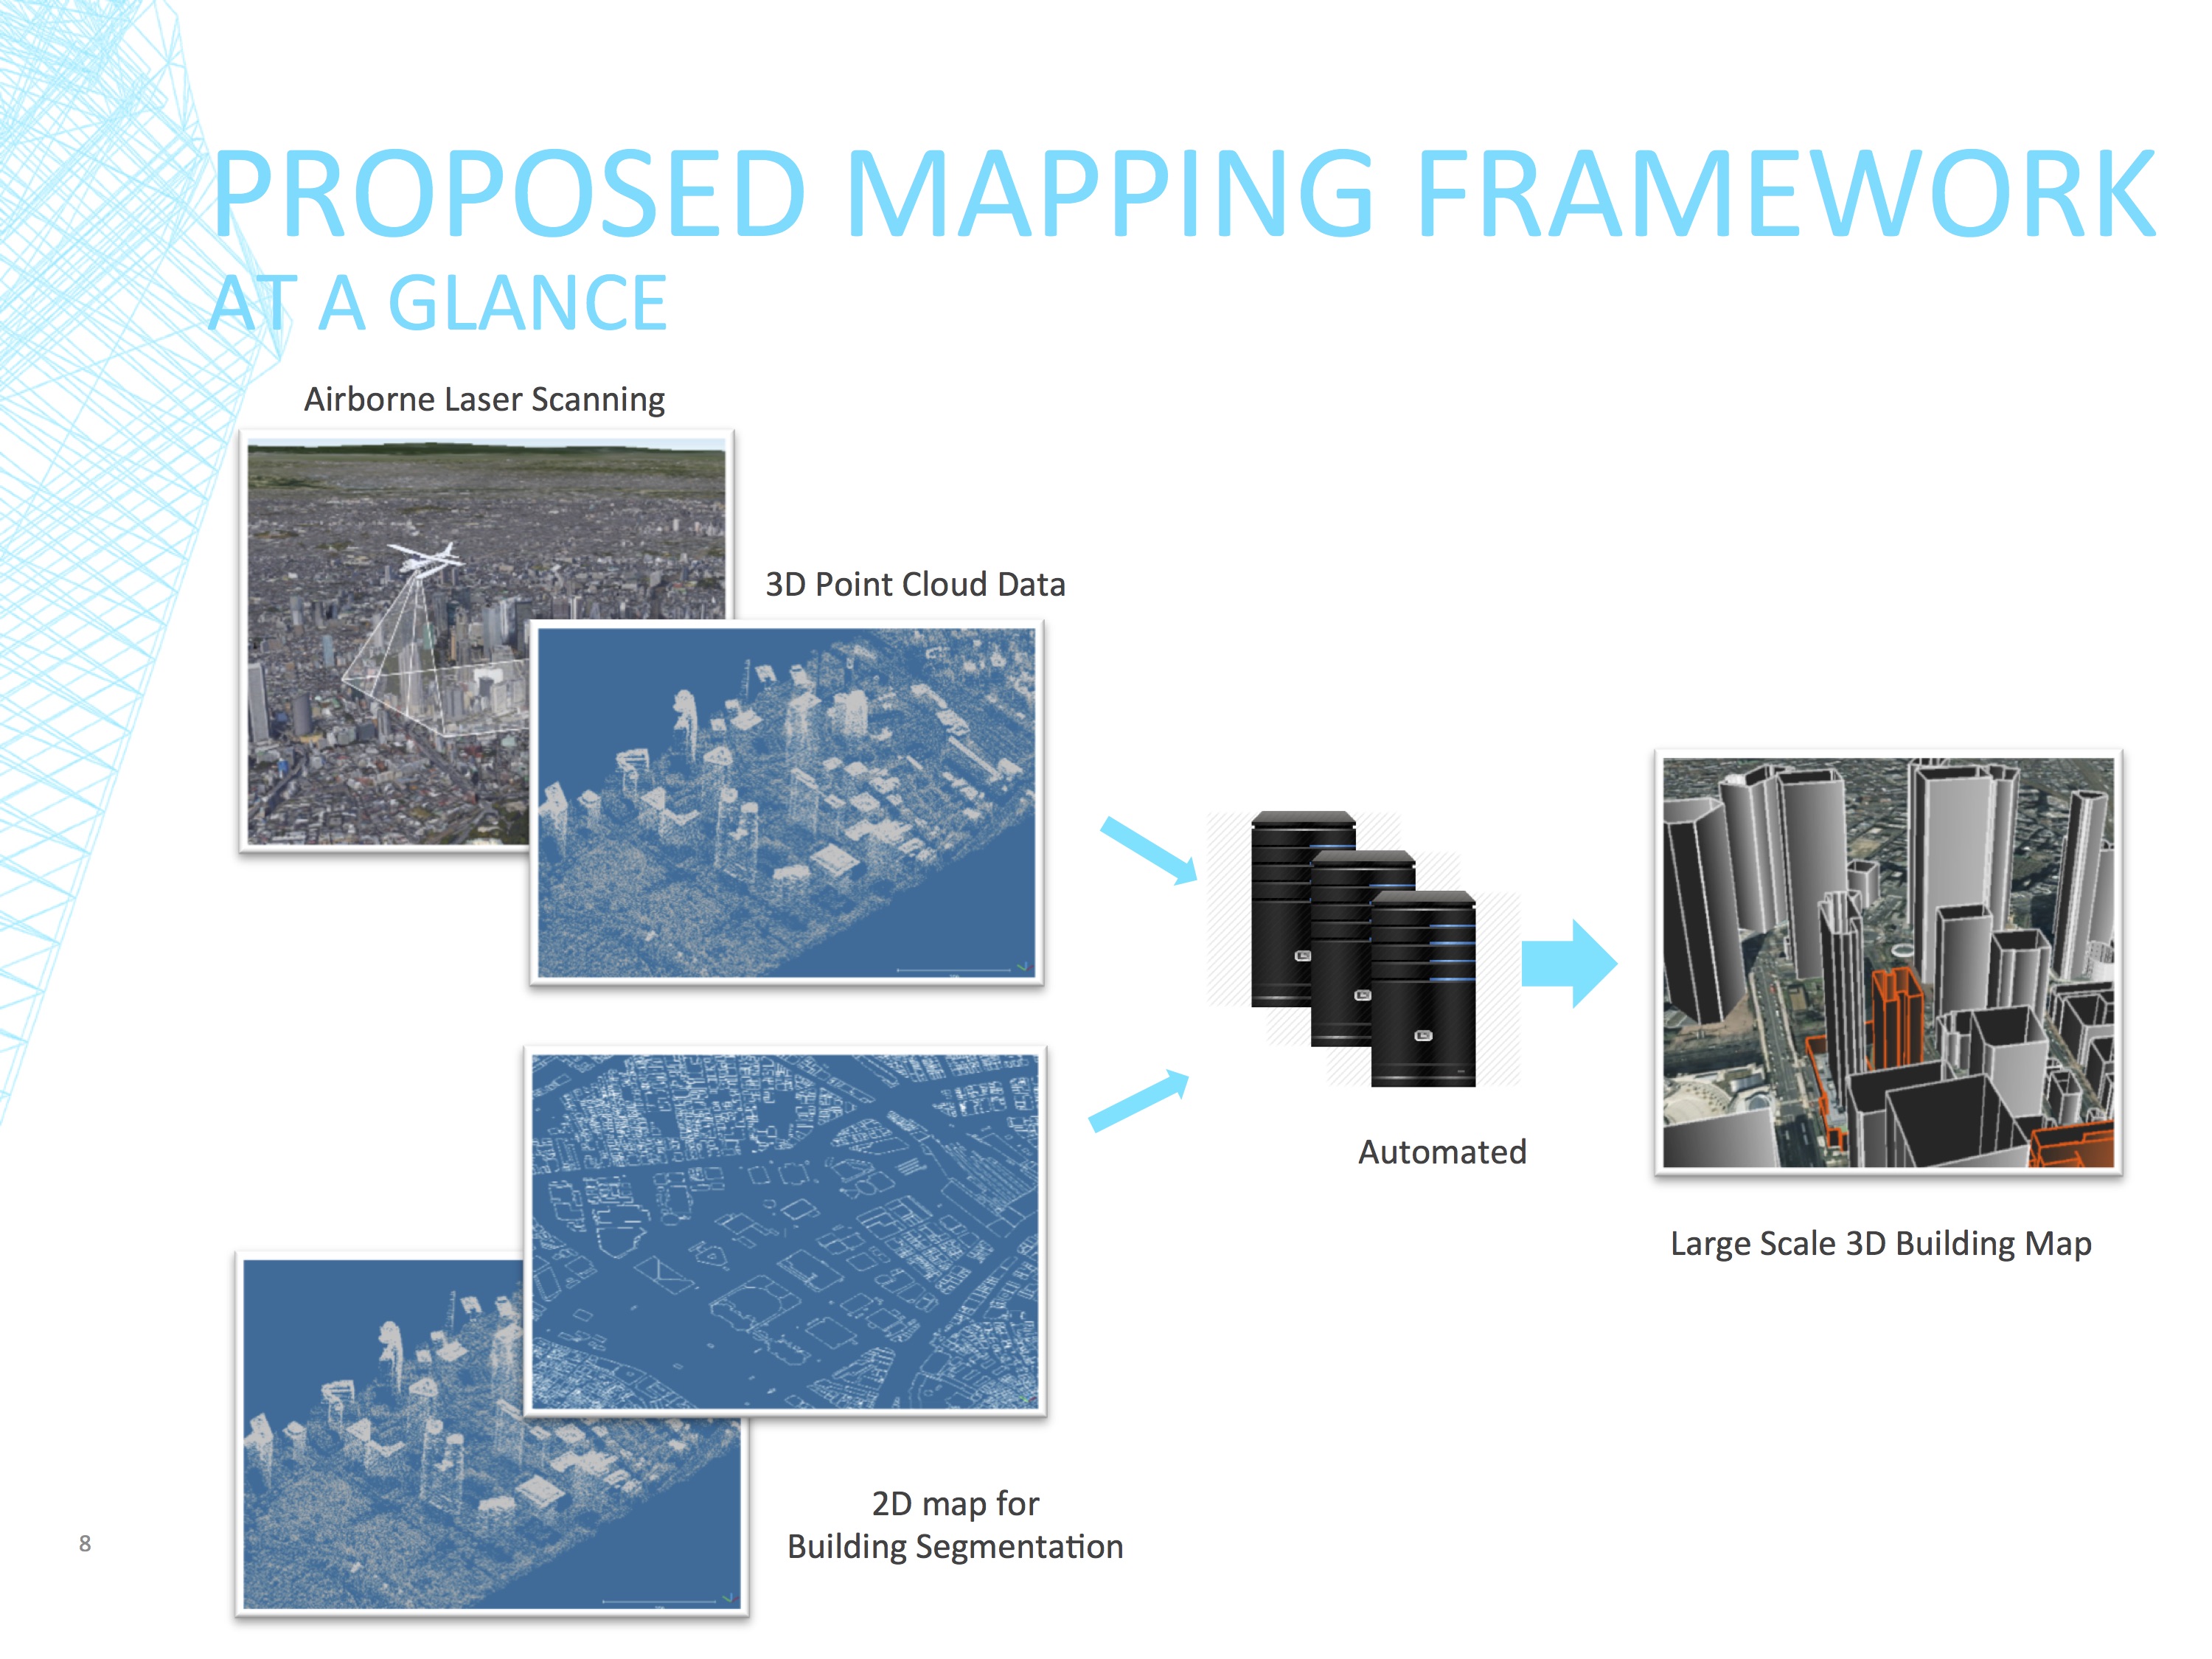 PROPOSED MAPPING FRAMEWORK
AT A GLANCE
Airborne Laser Scanning
3D Point Cloud Data
Automated
Large Scale 3D Building Map
2D map for
Building Segmentation
8